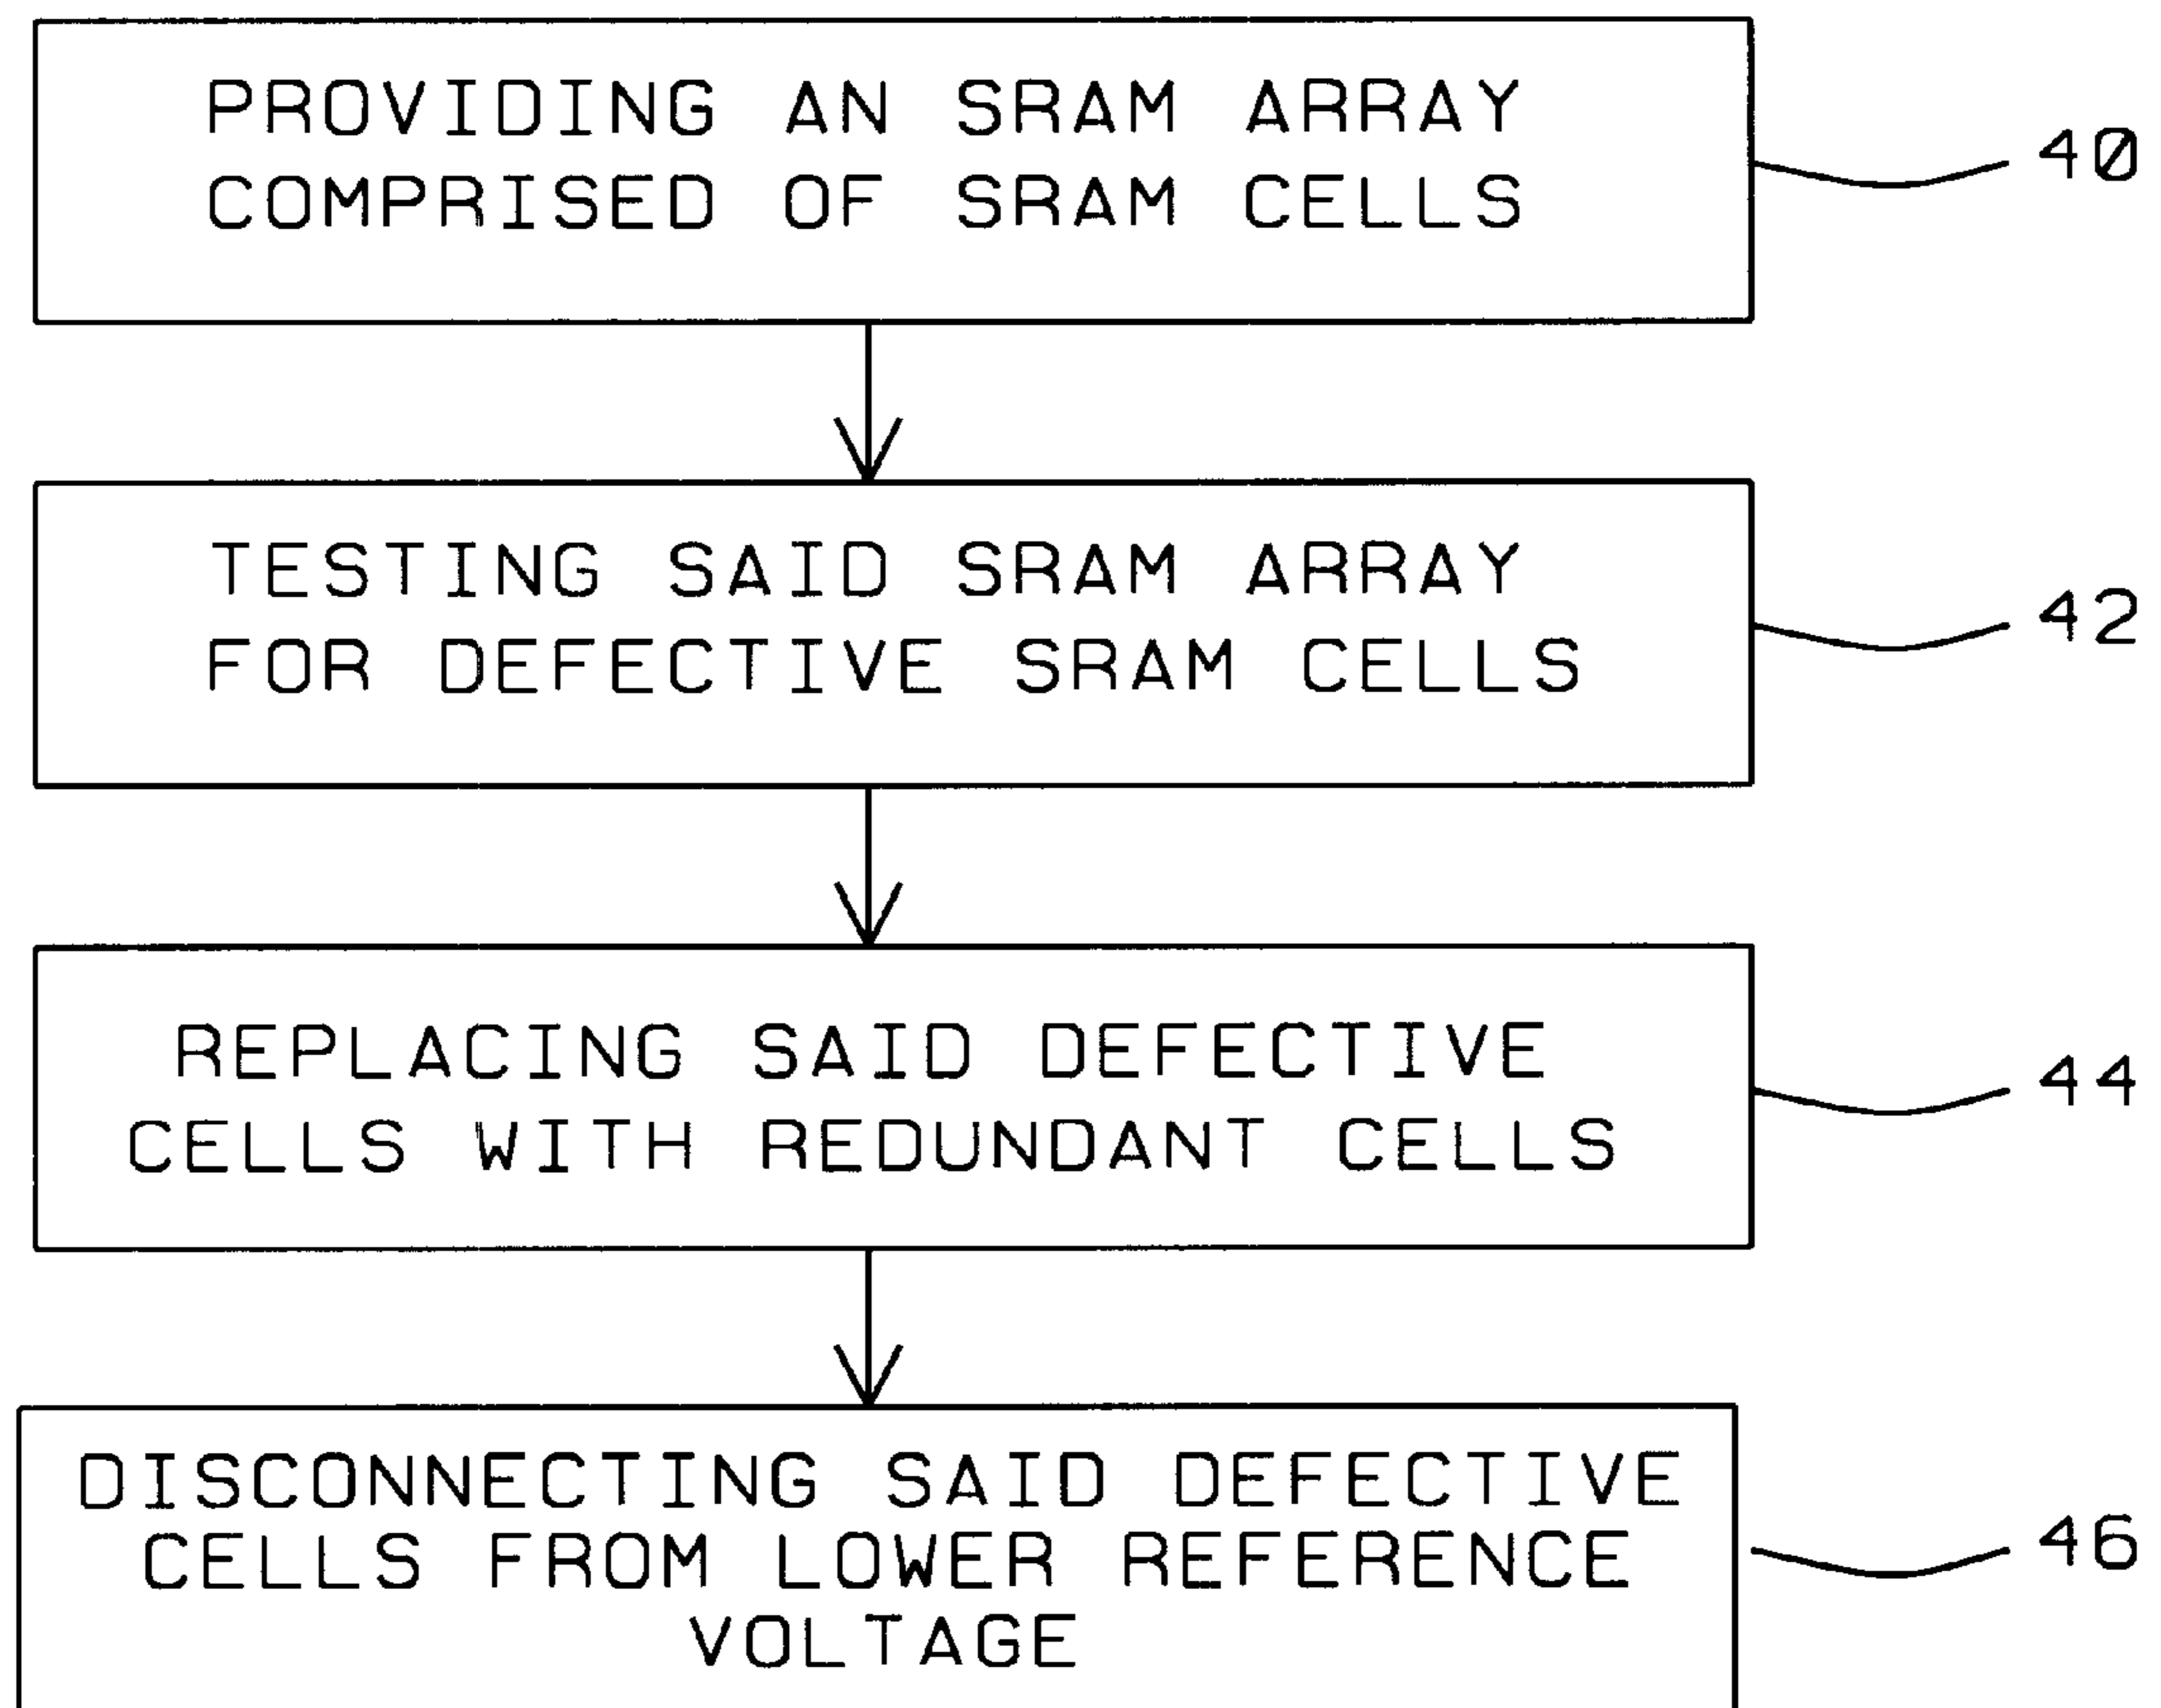 PROVIDING AN SRAM ARRAY
COMPRISED OF SRAM CELLS
40
TESTING SAID SRAM ARRAY
FOR DEFECTIVE SRAM CELLS
42
REPLACING SAID DEFECTIVE
CELLS WITH REDUNDANT CELLS
44
DISCONNECTING SAID DEFECTIVE
CELLS FROM LOWER REFERENCE
VOLTAGE
46